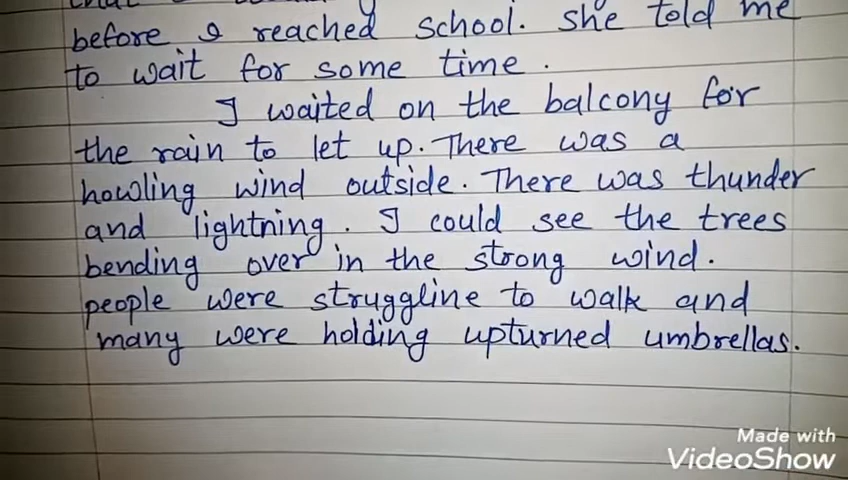 before I reached school. she told me
to wait for some time.
I waited on the balcony for
the rain to let up. There was a
howling wind outside. There was thunder
and lightning. I could see the trees
bending over in the strong wind.
people were struggline to walk and
many were holding upturned umbrellas.
Made with
VideoShow